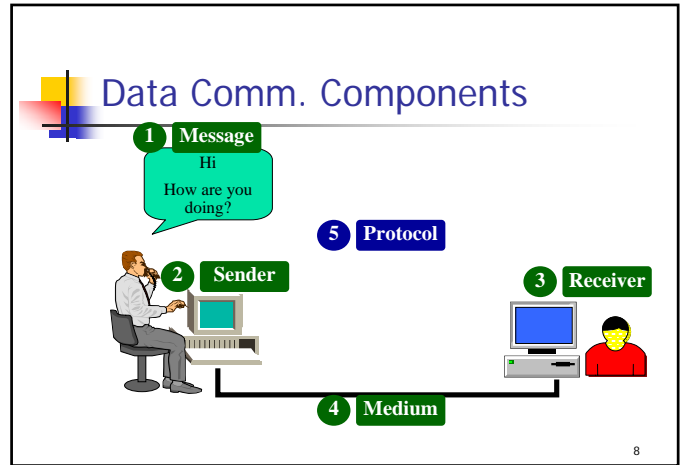 Data Comm. Components
1 Message
Hi
How are you
doing?
5 Protocol
2 Sender
3 Receiver
4 Medium
8